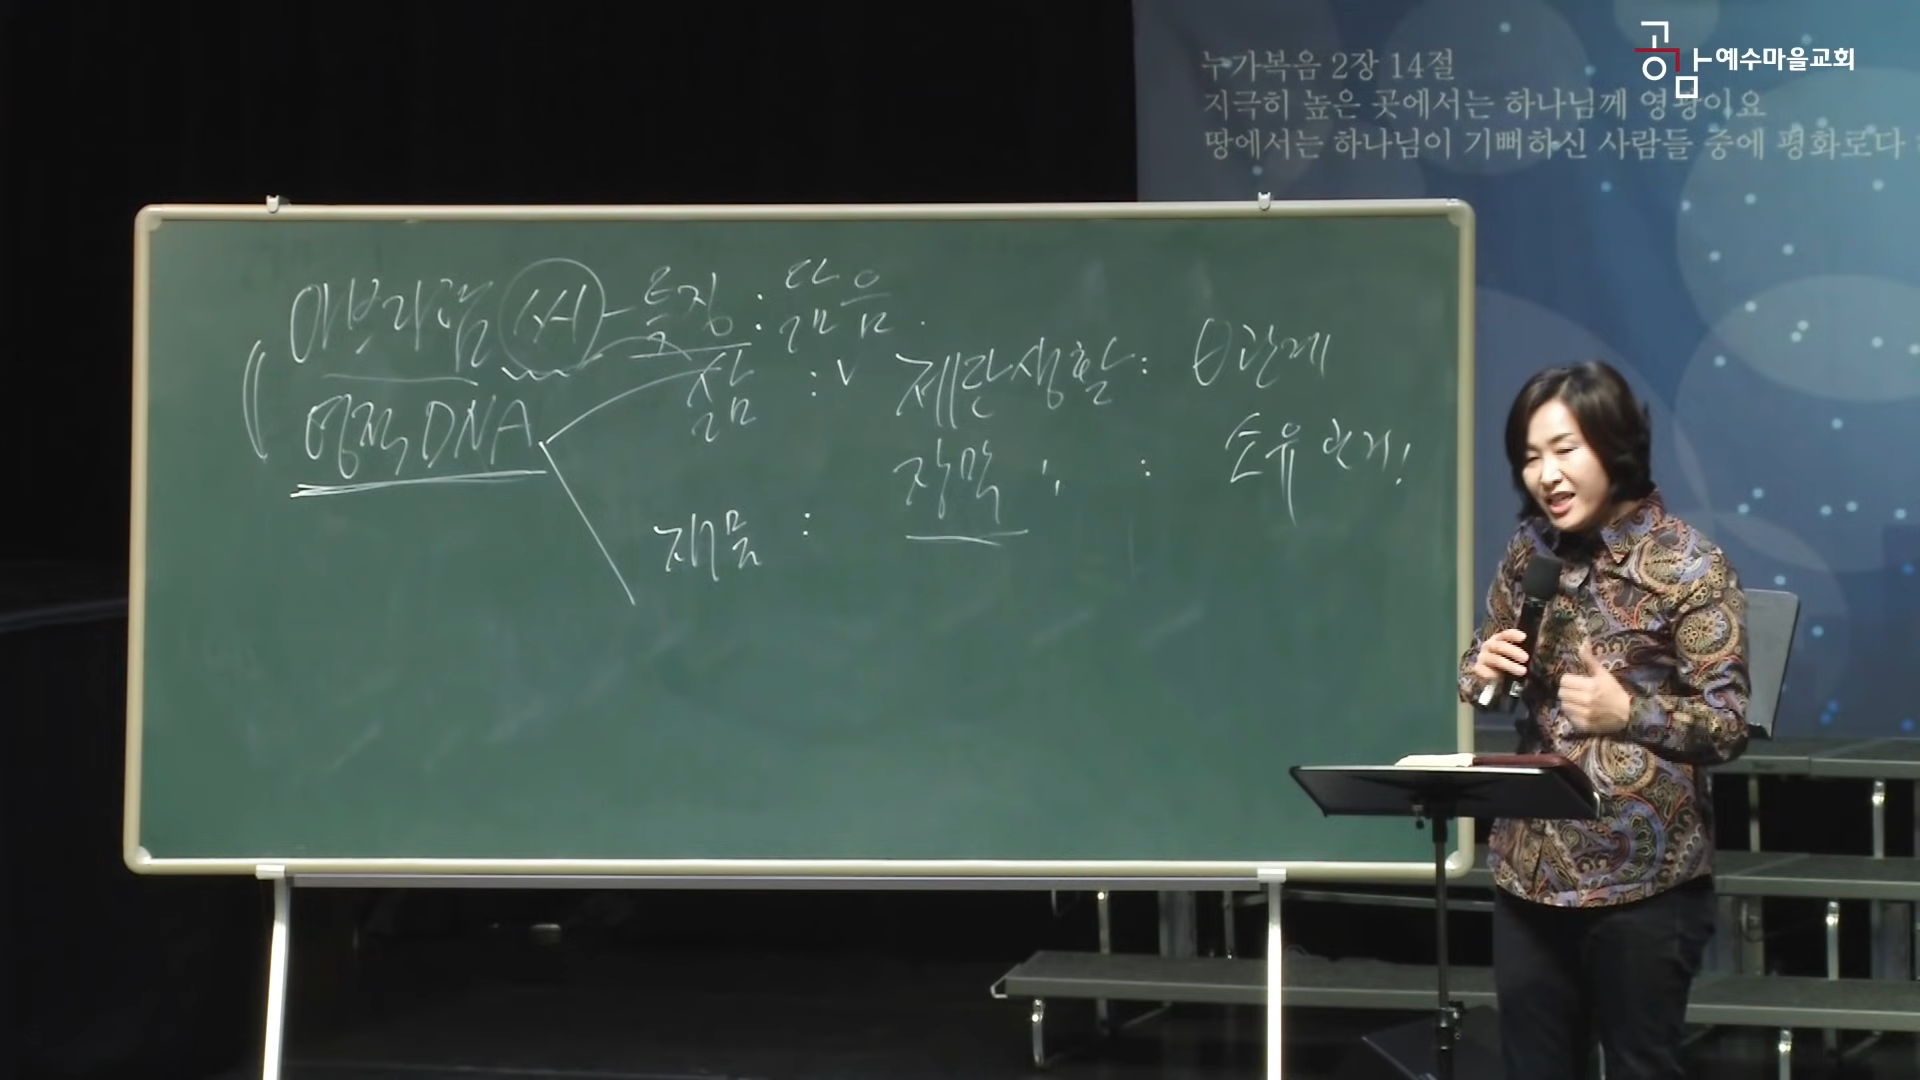 누가복음 2장 14절
지극히 높은 곳에서는 하나님께 영광이요
땅에서는 하나님이 기뻐하신 사람들 중에 평화로다
공감 예수마을교회
아브라함 씨 - 특징 : 닮음.
영적 DNA
삶 : v 제단생활 : 관계
장막 〃 : 소유
재물 :